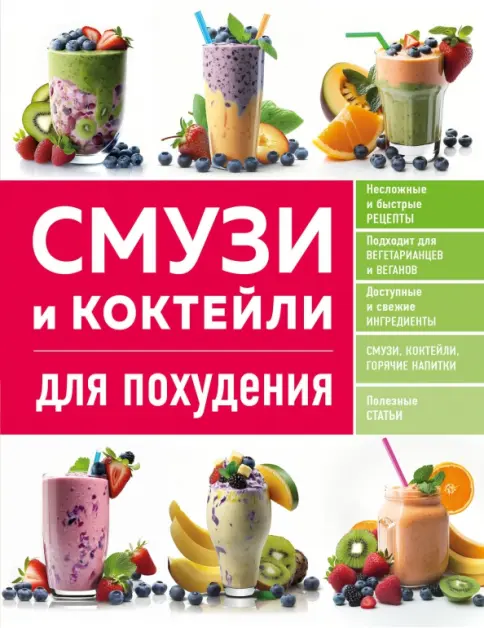 СМУЗИ
и КОКТЕЙЛИ
для похудения
Несложные
и быстрые
РЕЦЕПТЫ
Подходит для
ВЕГЕТАРИАНЦЕВ
и ВЕГАНОВ
Доступные
и свежие
ИНГРЕДИЕНТЫ
СМУЗИ, КОКТЕЙЛИ,
ГОРЯЧИЕ НАПИТКИ
Полезные
СТАТЬИ